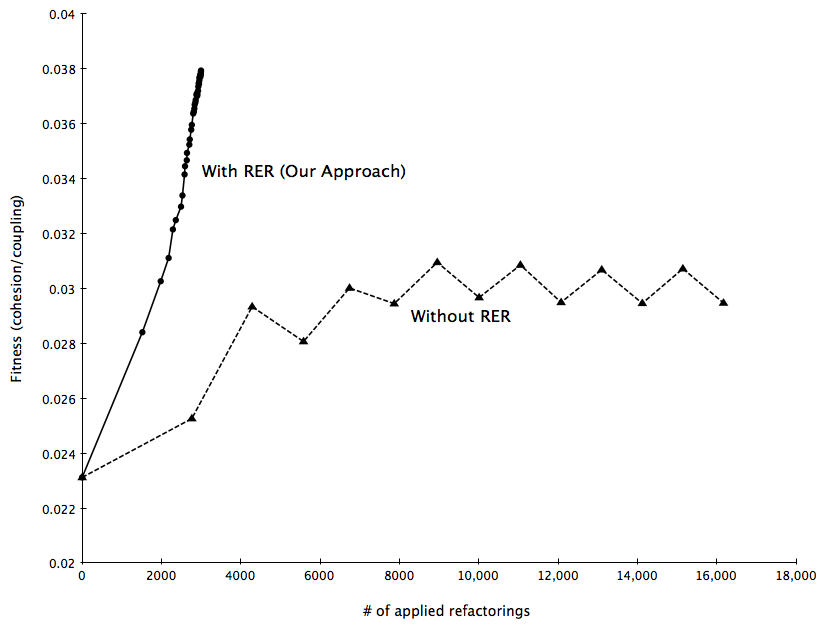 0.04
0.038
0.036
0.034
0.032
0.03
0.028
0.026
0.024
0.022
0.02
Fitness (cohesion/coupling)
With RER (Our Approach)
Without RER
0 2000 4000 6000 8000 10,000 12,000 14,000 16,000 18,000
# of applied refactorings